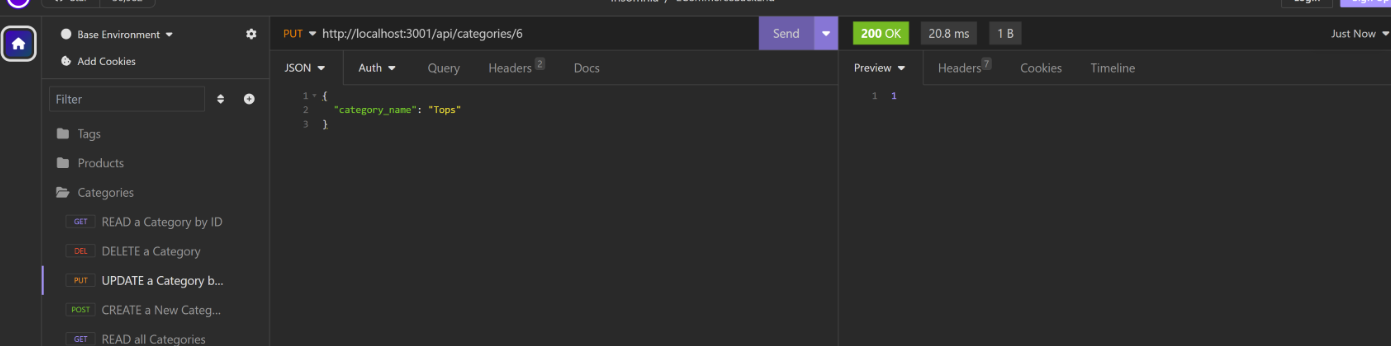 Base Environment
Add Cookies
Filter
Tags
Products
Categories
GET READ a Category by ID
DEL DELETE a Category
PUT UPDATE a Category b...
POST CREATE a New Categ...
GET READ all Categories
PUT http://localhost:3001/api/categories/6 Send
JSON Auth Query Headers 2 Docs
1 {
2 "category_name": "Tops"
3 }
200 OK 20.8 ms 1 B Just Now
Preview Headers 7 Cookies Timeline
1 1